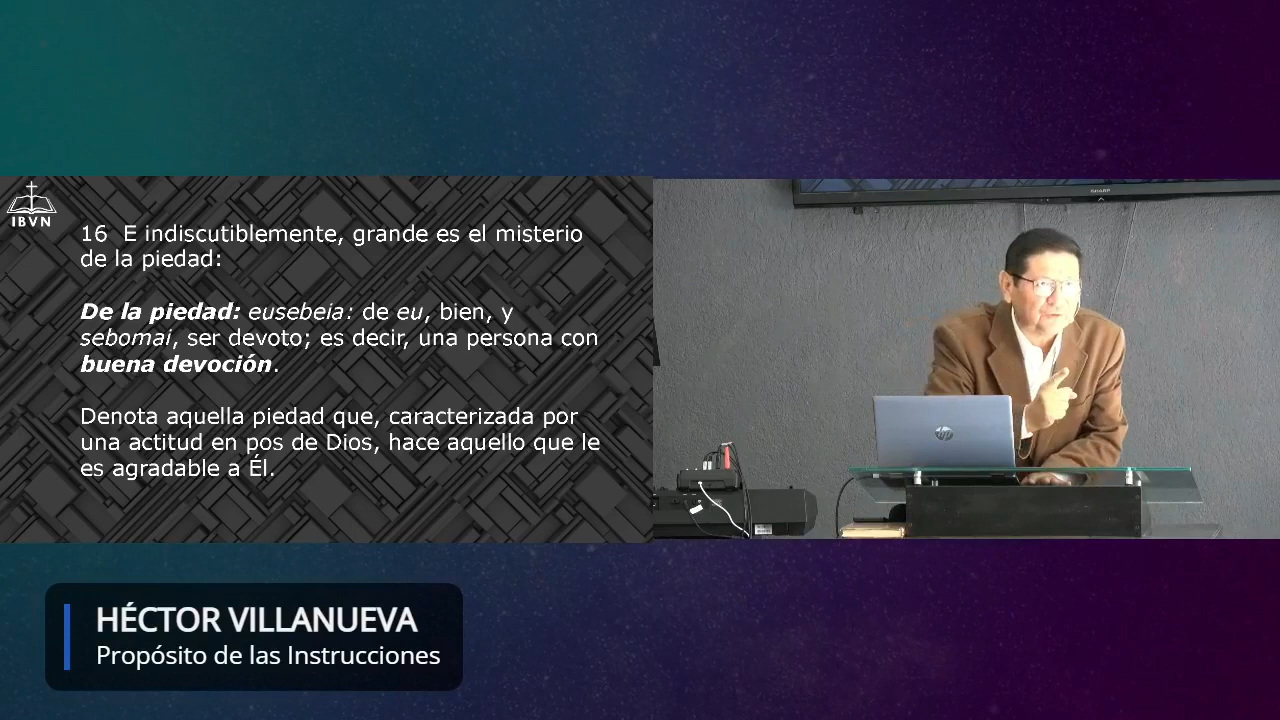 IBVN
16 E indiscutiblemente, grande es el misterio
de la piedad:
De la piedad: eusebeia: de eu, bien, y
sebomai, ser devoto; es decir, una persona con
buena devoción.
Denota aquella piedad que, caracterizada por
una actitud en pos de Dios, hace aquello que le
es agradable a Él.
SHARP
hp
HÉCTOR VILLANUEVA
Propósito de las Instrucciones